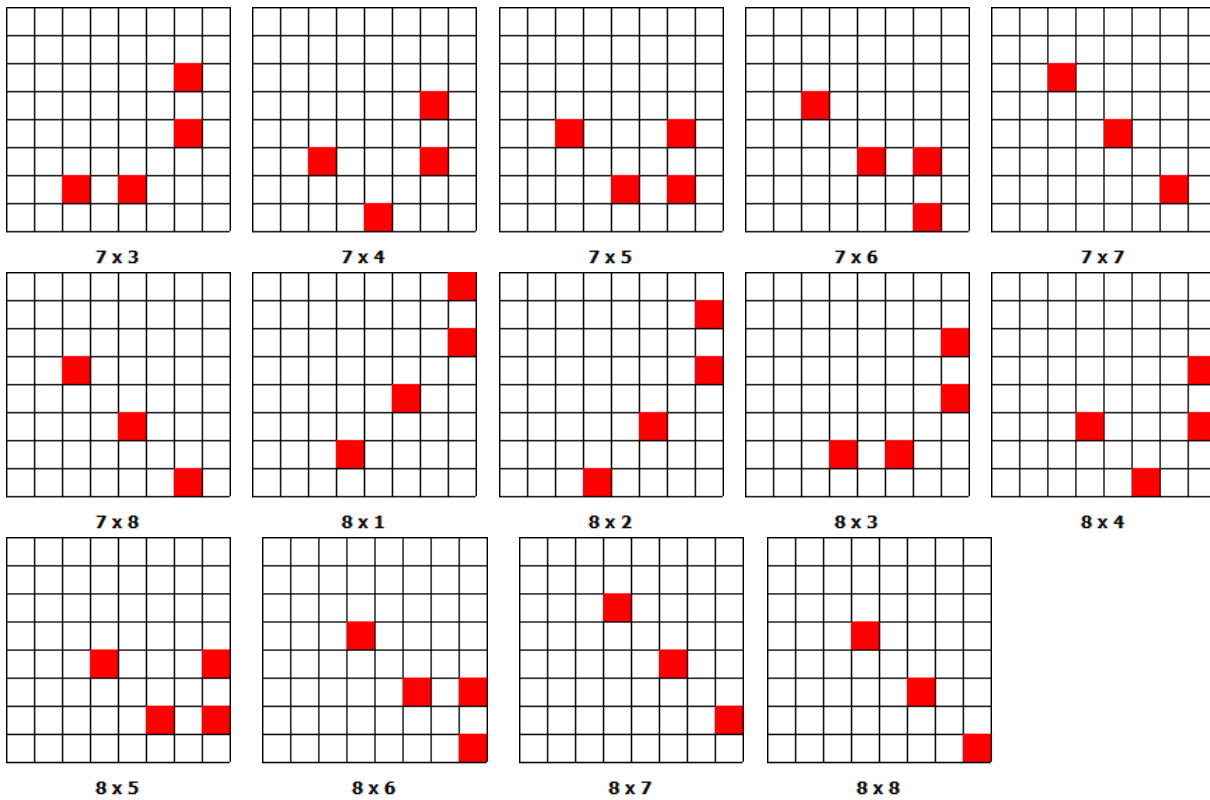 7 x 3 7 x 4 7 x 5 7 x 6 7 x 7
7 x 8 8 x 1 8 x 2 8 x 3 8 x 4
8 x 5 8 x 6 8 x 7 8 x 8